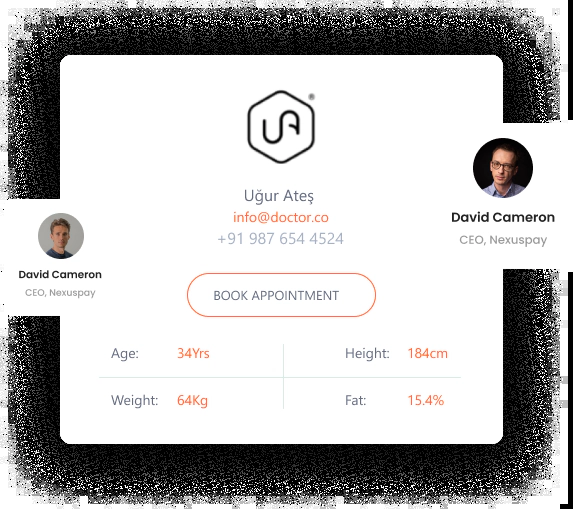 UA
®
Uğur Ateş
info@doctor.co
+91 987 654 4524
BOOK APPOINTMENT
Age: 34Yrs
Height: 184cm
Weight: 64Kg
Fat: 15.4%
David Cameron
CEO, Nexuspay
David Cameron
CEO, Nexuspay